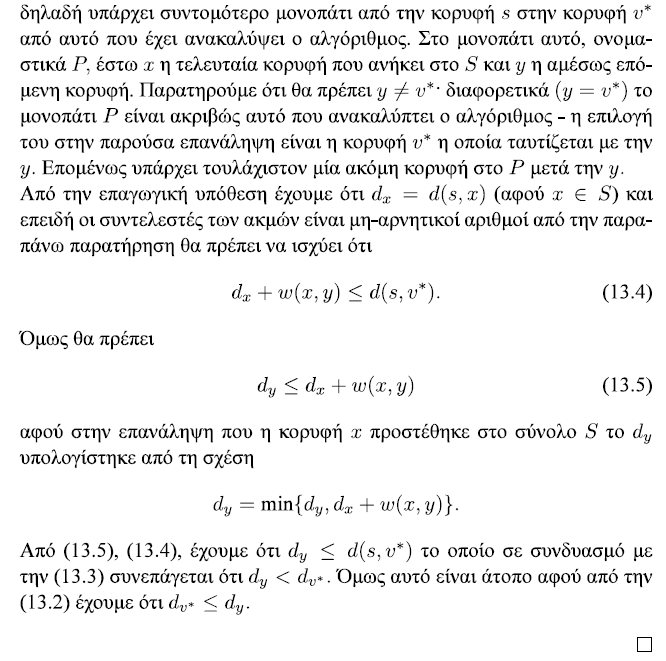 δηλαδή υπάρχει συντομότερο μονοπάτι από την κορυφή s στην κορυφή v*
από αυτό που έχει ανακαλύψει ο αλγόριθμος. Στο μονοπάτι αυτό, ονομα-
στικά P, έστω x η τελευταία κορυφή που ανήκει στο S και y η αμέσως επό-
μενη κορυφή. Παρατηρούμε ότι θα πρέπει y ≠ v*· διαφορετικά (y = v*) το
μονοπάτι P είναι ακριβώς αυτό που ανακαλύπτει ο αλγόριθμος - η επιλογή
του στην παρούσα επανάληψη είναι η κορυφή v* η οποία ταυτίζεται με την
y. Επομένως υπάρχει τουλάχιστον μία ακόμη κορυφή στο P μετά την y.
Από την επαγωγική υπόθεση έχουμε ότι d_x = d(s, x) (αφού x ∈ S) και
επειδή οι συντελεστές των ακμών είναι μη-αρνητικοί αριθμοί από την παρα-
πάνω παρατήρηση θα πρέπει να ισχύει ότι
d_x + w(x, y) ≤ d(s, v*). (13.4)
Όμως θα πρέπει
d_y ≤ d_x + w(x, y) (13.5)
αφού στην επανάληψη που η κορυφή x προστέθηκε στο σύνολο S το d_y
υπολογίστηκε από τη σχέση
d_y = min{d_y, d_x + w(x, y)}.
Από (13.5), (13.4), έχουμε ότι d_y ≤ d(s, v*) το οποίο σε συνδυασμό με
την (13.3) συνεπάγεται ότι d_y < d_{v*}. Όμως αυτό είναι άτοπο αφού από την
(13.2) έχουμε ότι d_{v*} ≤ d_y.
□